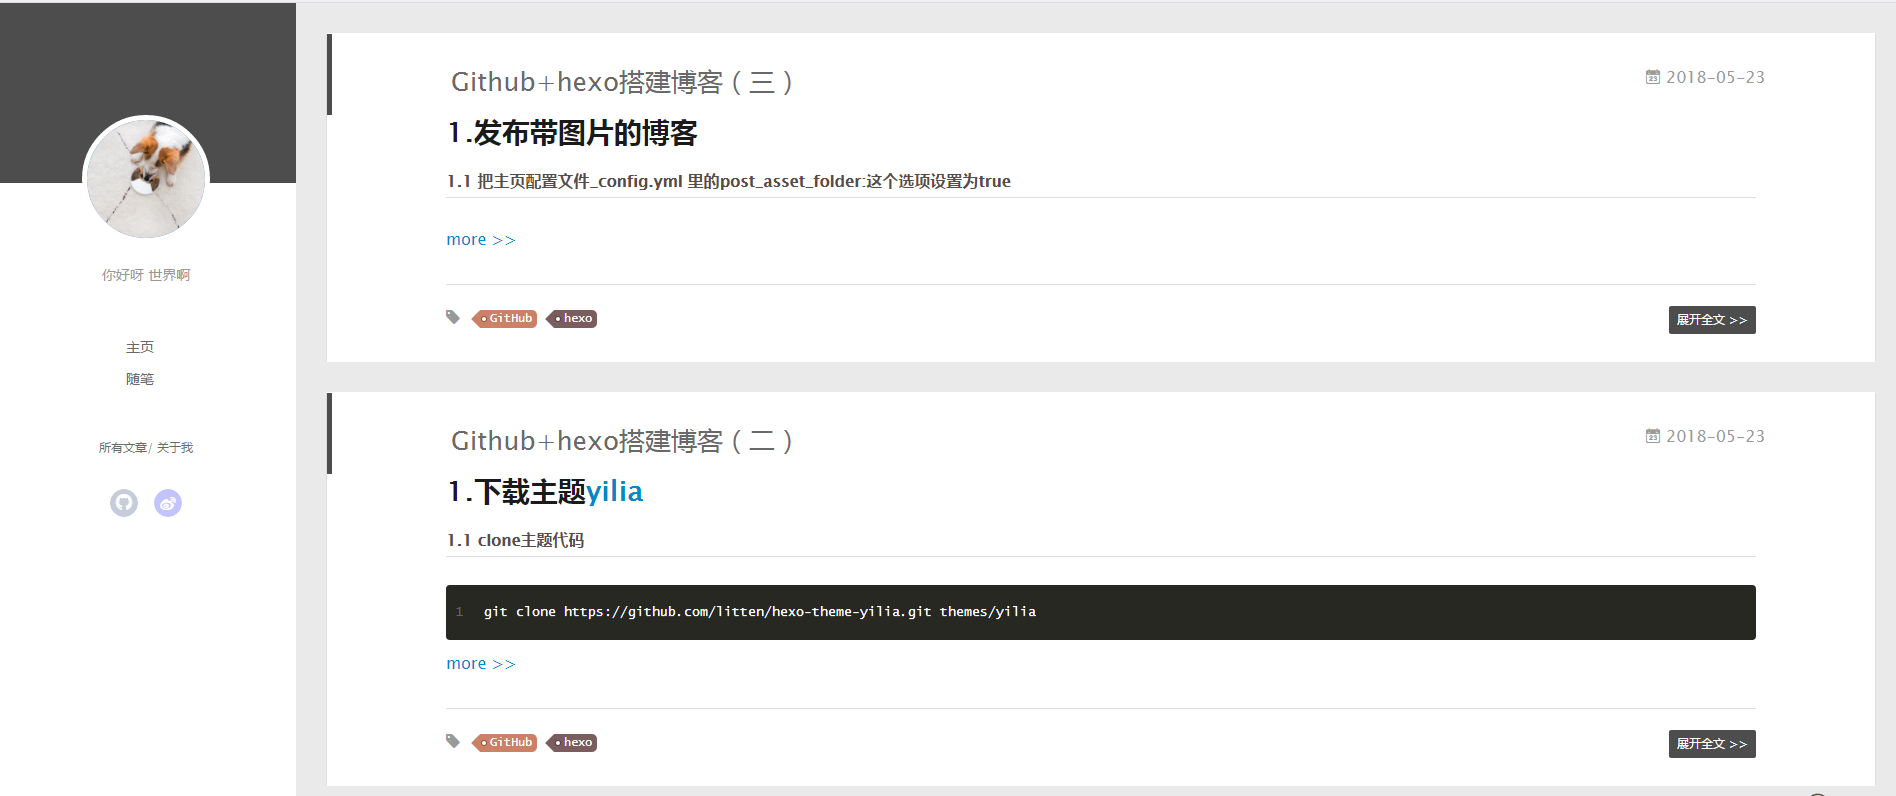 你好呀 世界啊
主页
随笔
所有文章/ 关于我
Github+hexo搭建博客（三）
23 2018-05-23
1.发布带图片的博客
1.1 把主页配置文件_config.yml 里的post_asset_folder:这个选项设置为true
more >>
GitHub hexo 展开全文 >>
Github+hexo搭建博客（二）
23 2018-05-23
1.下载主题yilia
1.1 clone主题代码
1 git clone https://github.com/litten/hexo-theme-yilia.git themes/yilia
more >>
GitHub hexo 展开全文 >>